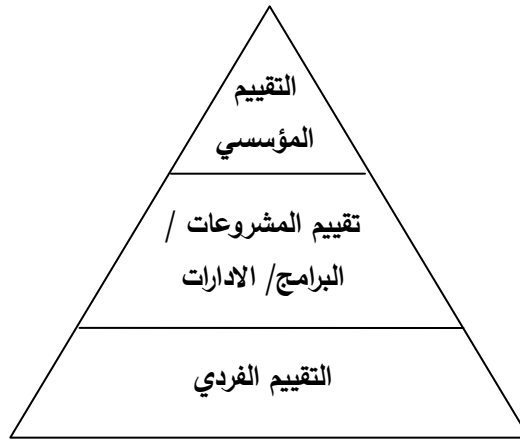 التقييم
المؤسسي
تقييم المشروعات /
البرامج/ الادارات
التقييم الفردي